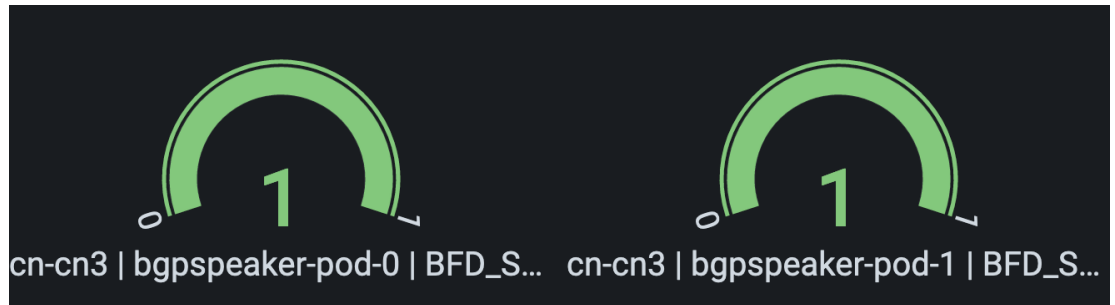 1
0 1
cn-cn3 | bgpspeaker-pod-0 | BFD_S...
1
0 1
cn-cn3 | bgpspeaker-pod-1 | BFD_S...